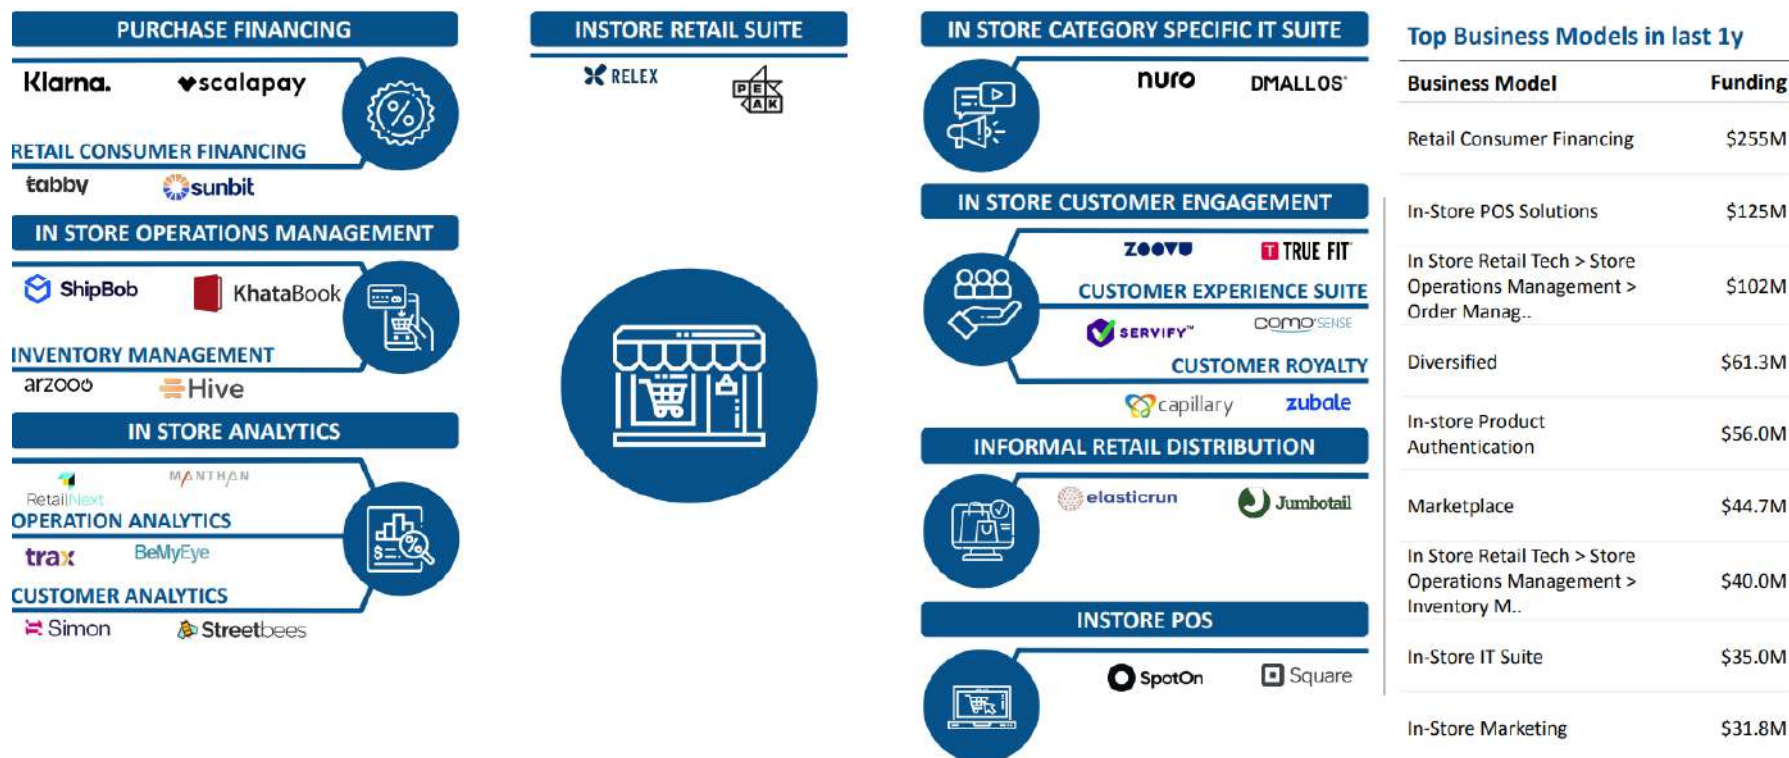 PURCHASE FINANCING
Klarna.
scalapay
RETAIL CONSUMER FINANCING
tabby
sunbit
IN STORE OPERATIONS MANAGEMENT
ShipBob
KhataBook
INVENTORY MANAGEMENT
arzooo
Hive
IN STORE ANALYTICS
RetailNext
MANTHAN
OPERATION ANALYTICS
trax
BeMyEye
CUSTOMER ANALYTICS
Simon
Streetbees
INSTORE RETAIL SUITE
RELEX
PEAK
IN STORE CATEGORY SPECIFIC IT SUITE
nuro
DMALLOS
IN STORE CUSTOMER ENGAGEMENT
ZOOVU
T TRUE FIT
CUSTOMER EXPERIENCE SUITE
SERVIFY™
COMO SENSE
CUSTOMER ROYALTY
capillary
zubale
INFORMAL RETAIL DISTRIBUTION
elasticrun
Jumbotail
INSTORE POS
SpotOn
Square
Top Business Models in last 1y
Business Model Funding
Retail Consumer Financing $255M
In-Store POS Solutions $125M
In Store Retail Tech > Store
Operations Management > $102M
Order Manag..
Diversified $61.3M
In-store Product
Authentication $56.0M
Marketplace $44.7M
In Store Retail Tech > Store
Operations Management > $40.0M
Inventory M..
In-Store IT Suite $35.0M
In-Store Marketing $31.8M